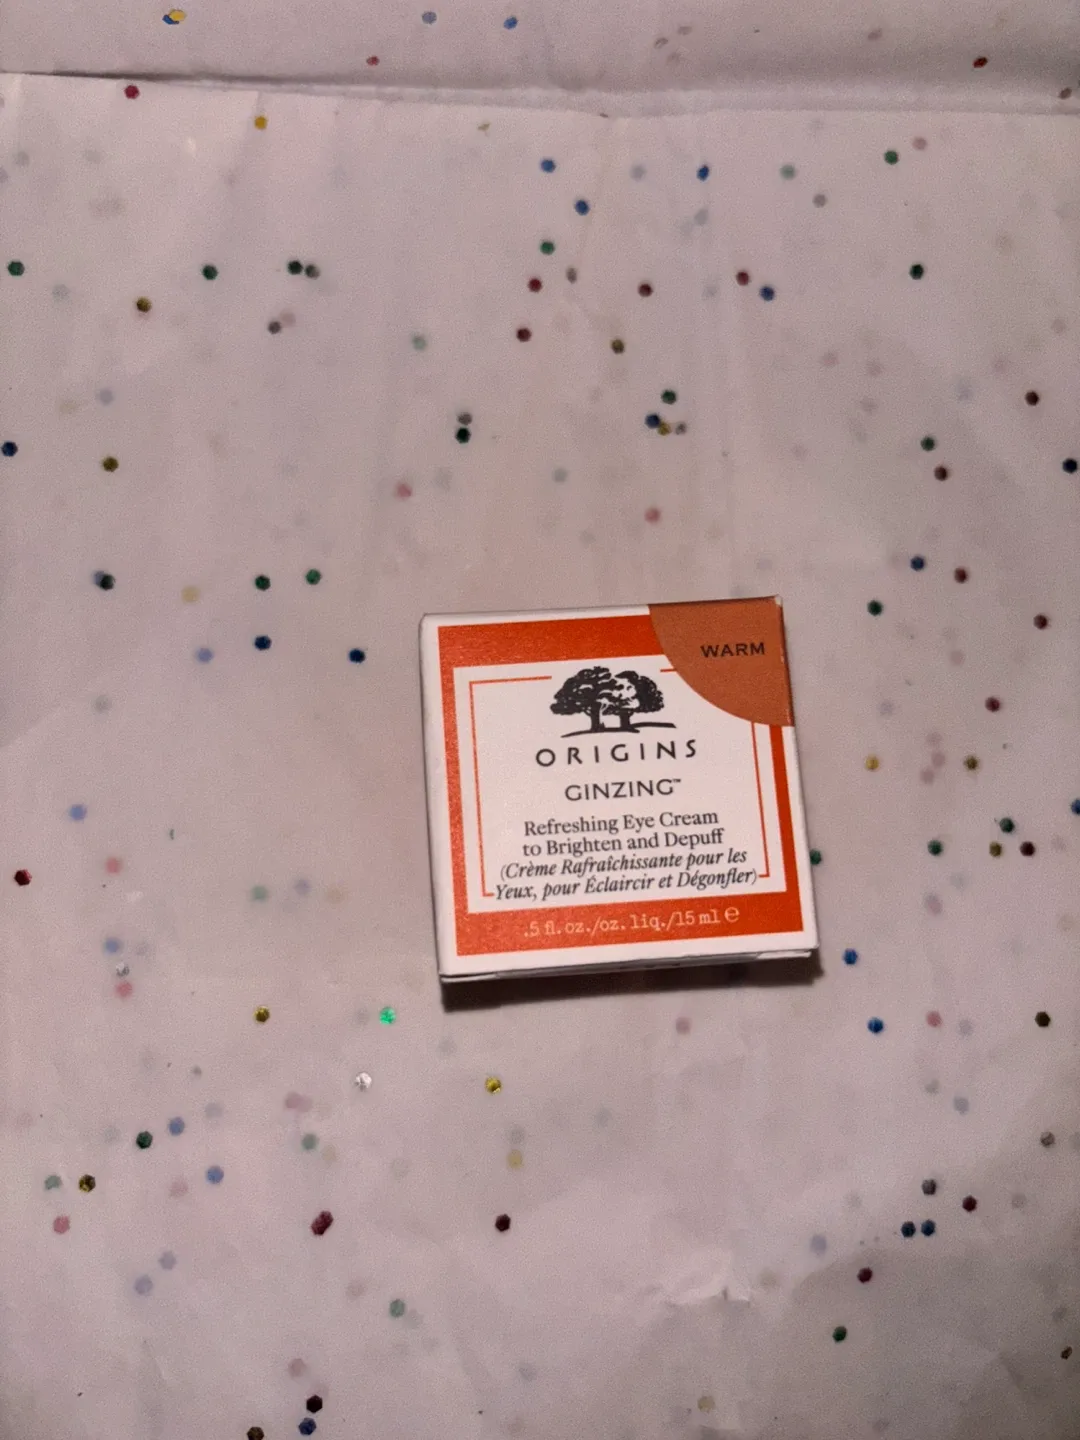 WARM
ORIGINS
GINZING™
Refreshing Eye Cream
to Brighten and Depuff
(Crème Rafraîchissante pour les
Yeux, pour Éclaircir et Dégonfler)
.5 fl. oz./oz. liq./15 ml ℮